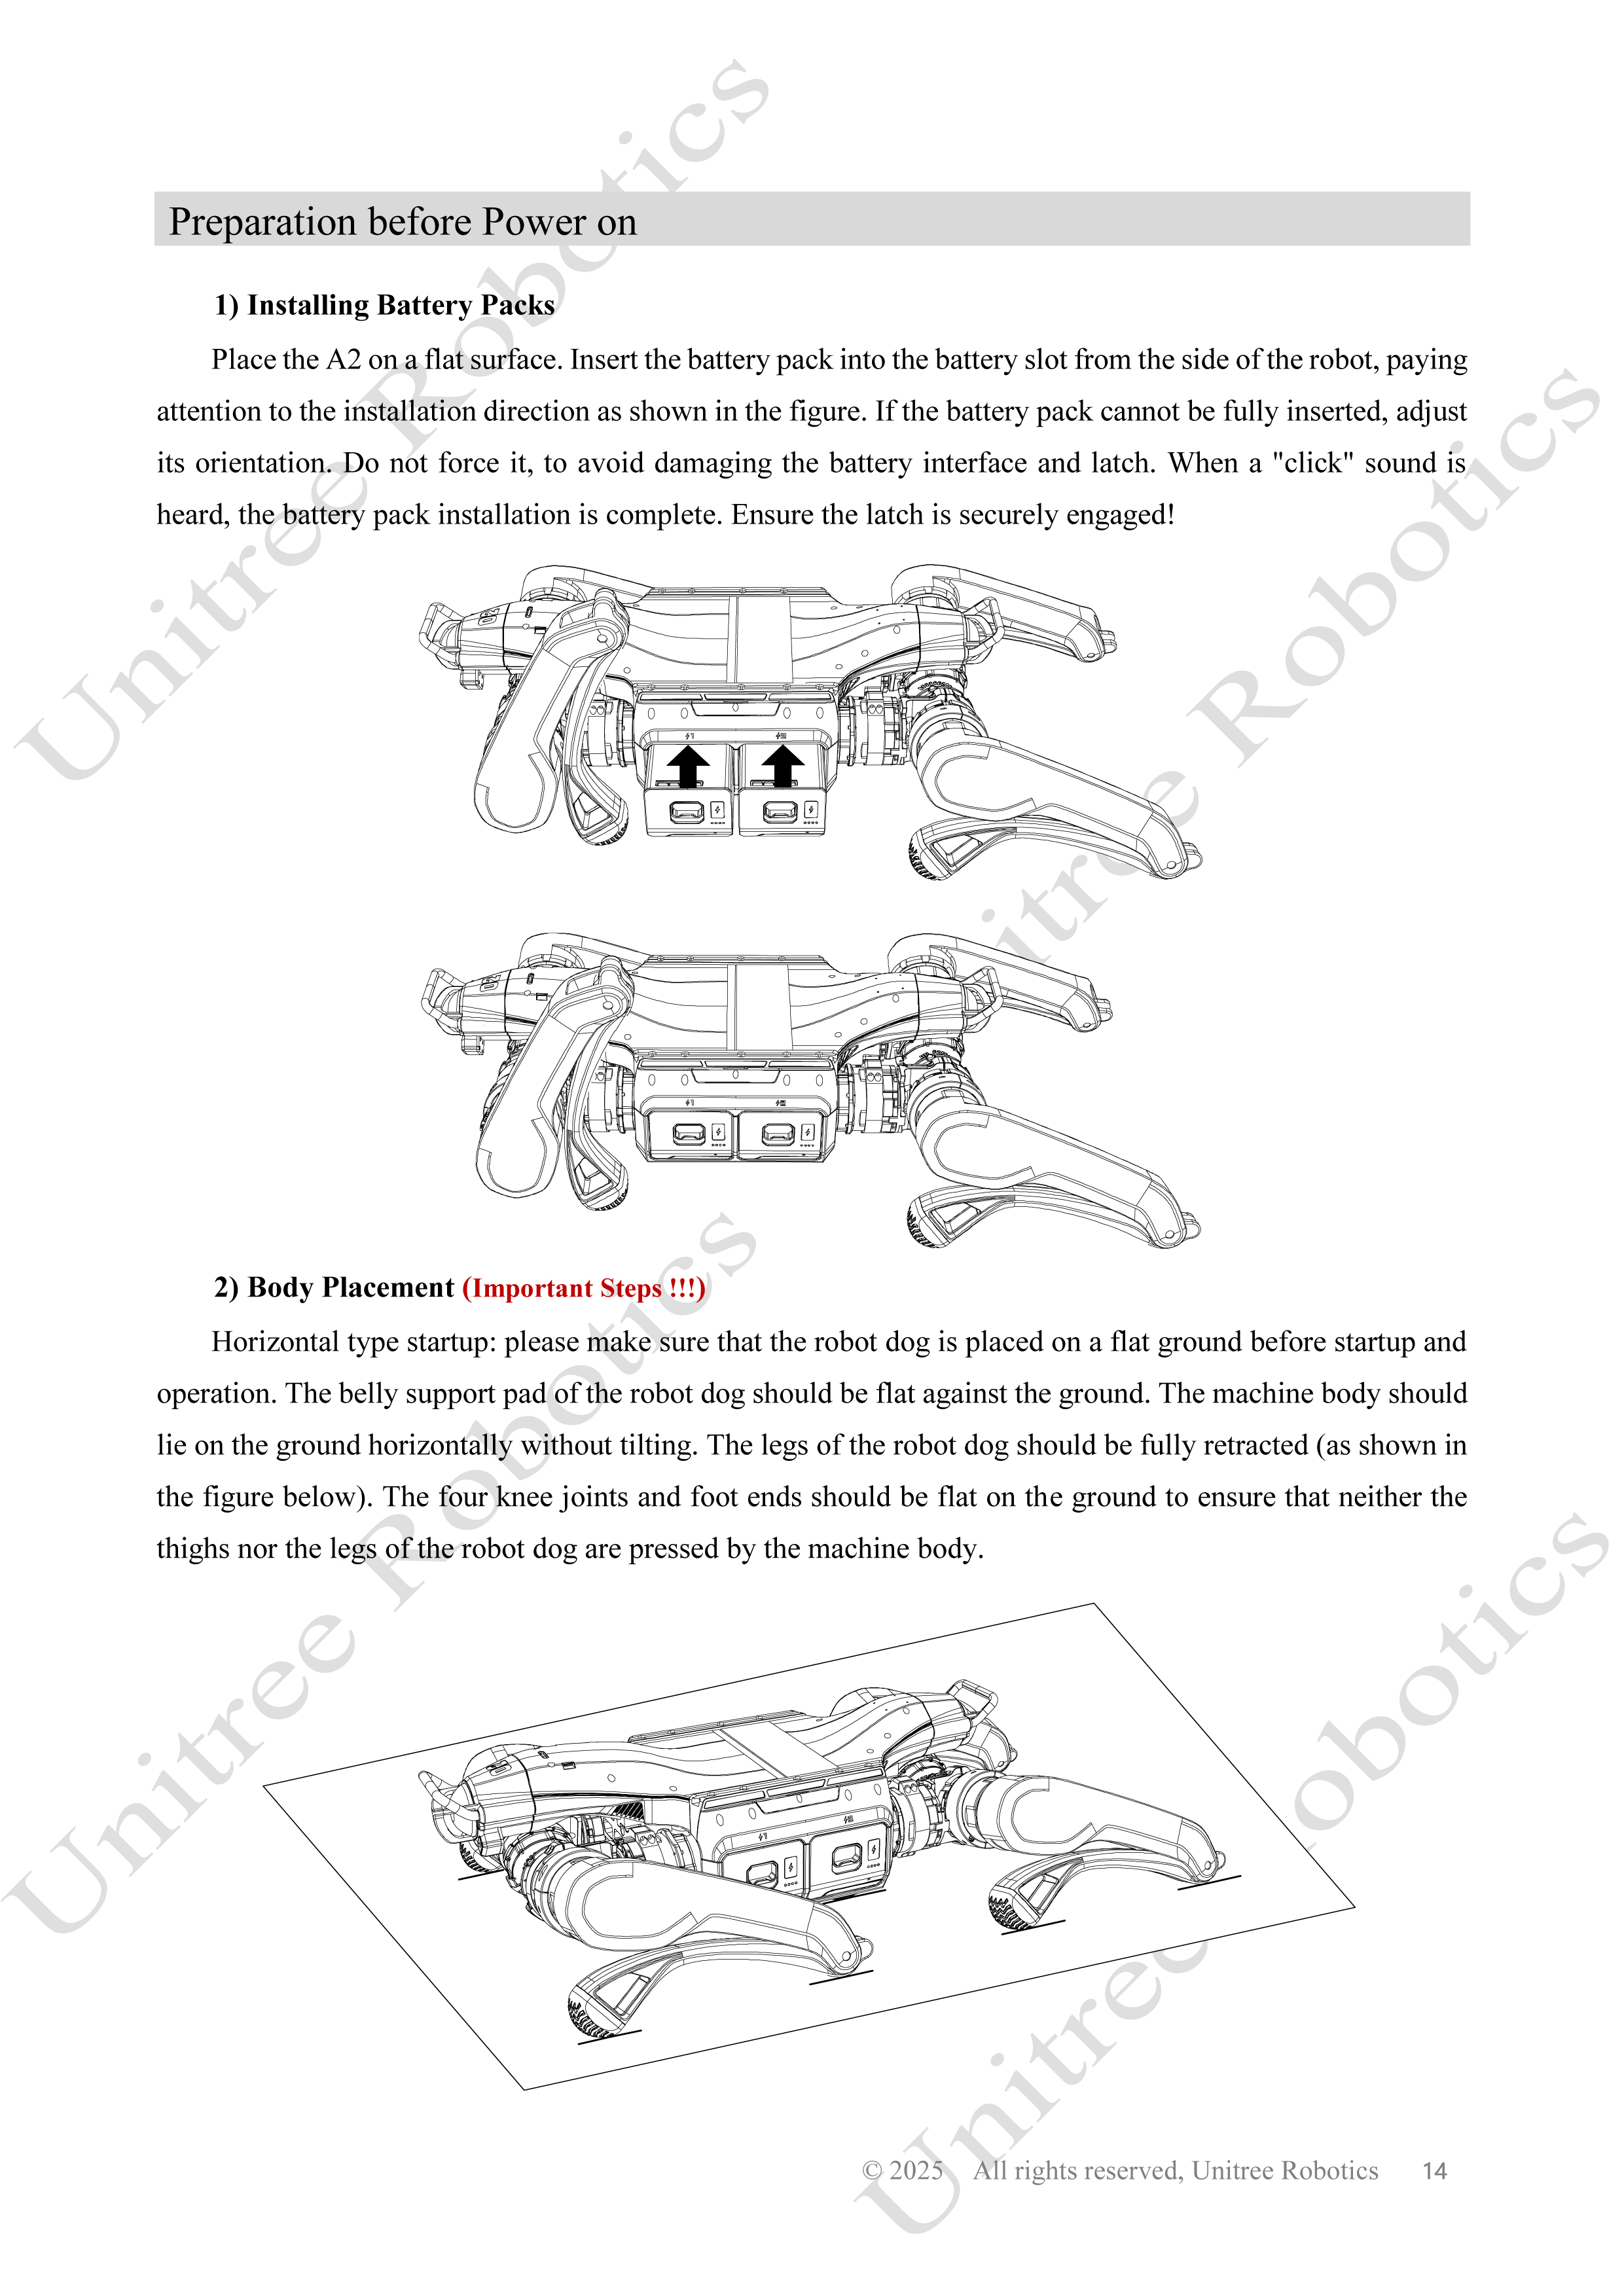 Preparation before Power on
1) Installing Battery Packs
Place the A2 on a flat surface. Insert the battery pack into the battery slot from the side of the robot, paying
attention to the installation direction as shown in the figure. If the battery pack cannot be fully inserted, adjust
its orientation. Do not force it, to avoid damaging the battery interface and latch. When a "click" sound is
heard, the battery pack installation is complete. Ensure the latch is securely engaged!
2) Body Placement (Important Steps !!!)
Horizontal type startup: please make sure that the robot dog is placed on a flat ground before startup and
operation. The belly support pad of the robot dog should be flat against the ground. The machine body should
lie on the ground horizontally without tilting. The legs of the robot dog should be fully retracted (as shown in
the figure below). The four knee joints and foot ends should be flat on the ground to ensure that neither the
thighs nor the legs of the robot dog are pressed by the machine body.
© 2025 All rights reserved, Unitree Robotics 14
Unitree Robotics
Unitree Robotics
Unitree Robotics
Unitree Robotics